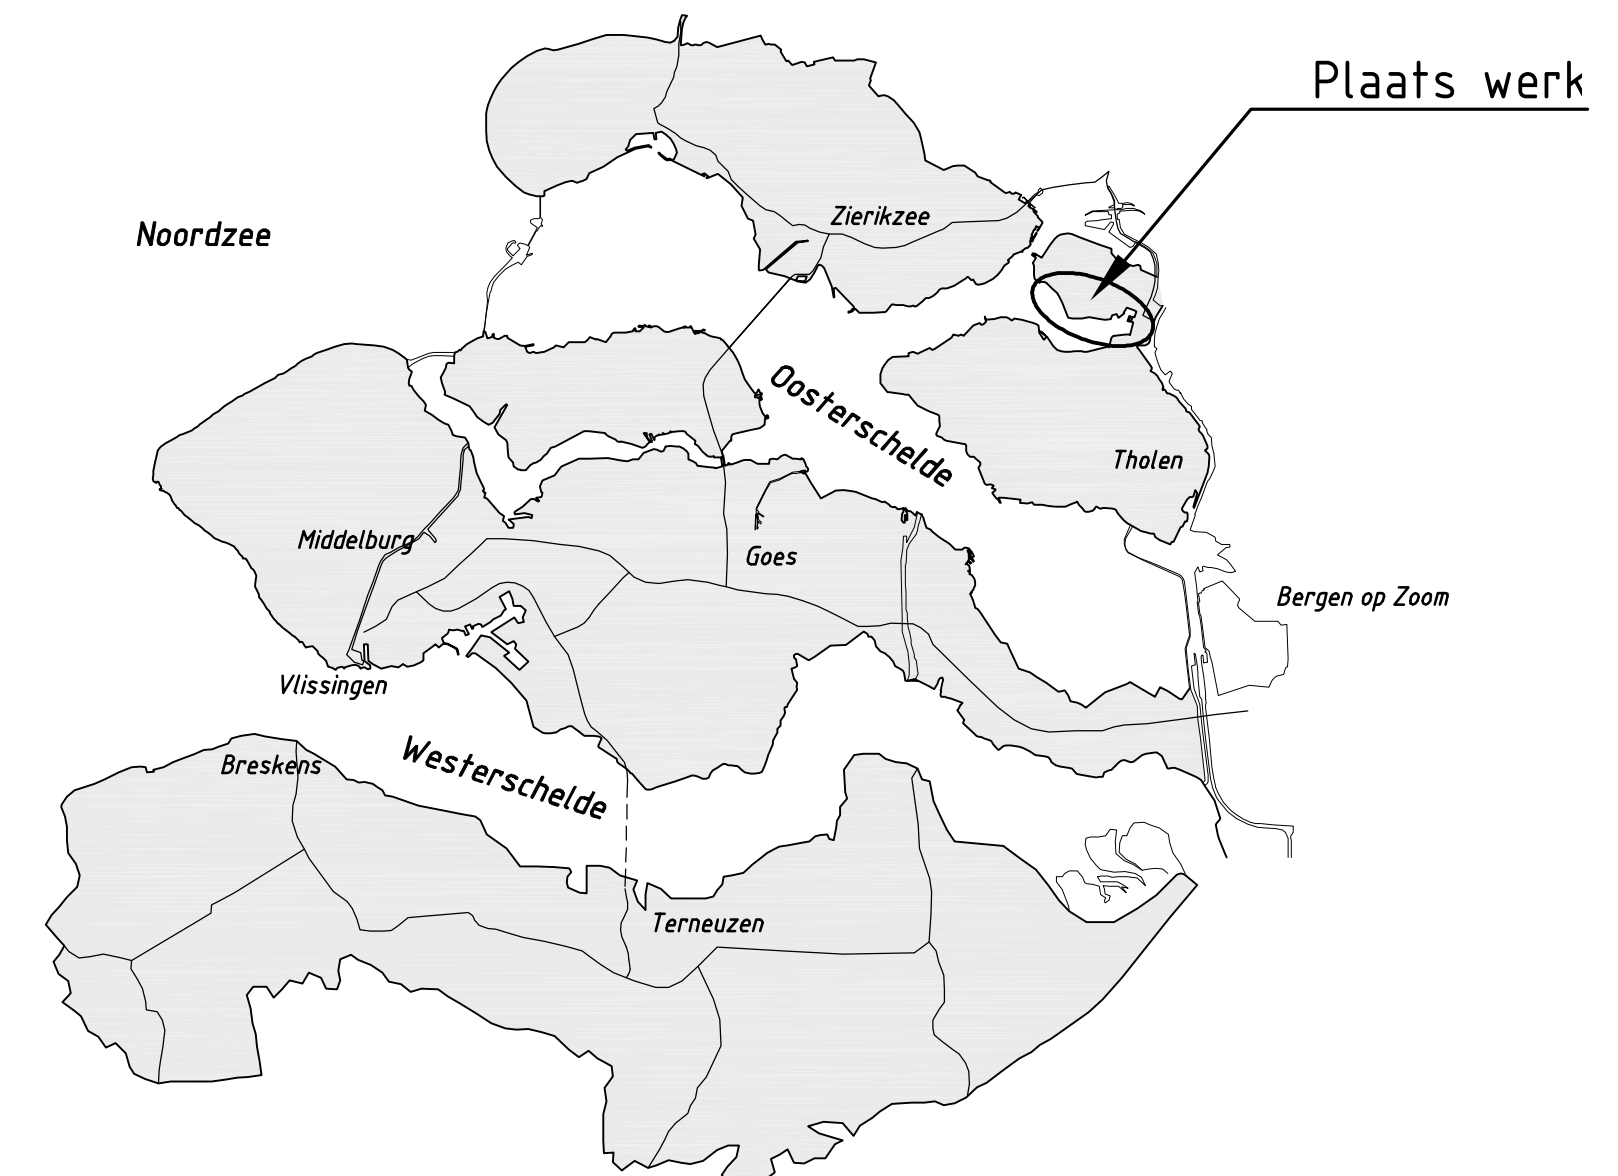 Plaats werk
Zierikzee
Noordzee
Oosterschelde
Tholen
Middelburg
Goes
Bergen op Zoom
Vlissingen
Westerschelde
Breskens
Terneuzen